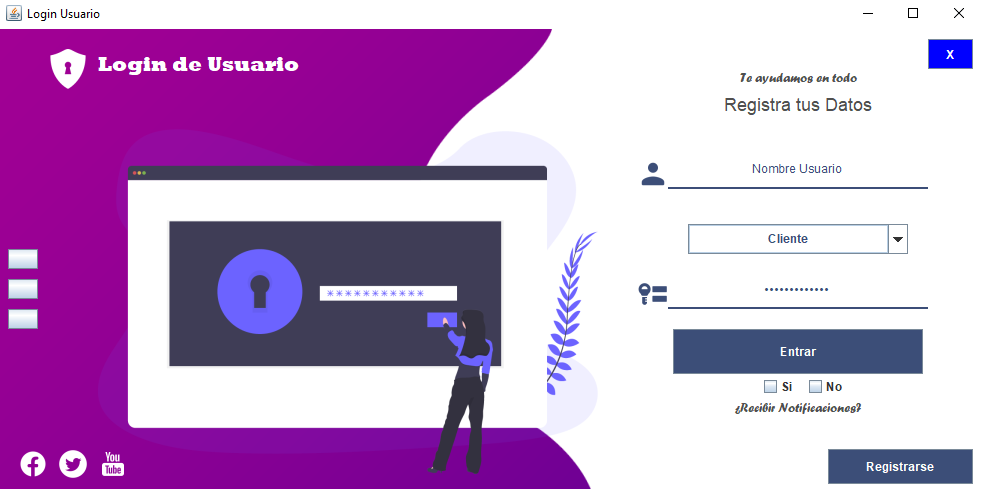 Login Usuario
Login de Usuario
X
Te ayudamos en todo
Registra tus Datos
Nombre Usuario
Cliente
***********
•••••••••••••
Entrar
Si
No
¿Recibir Notificaciones?
You
Tube
Registrarse